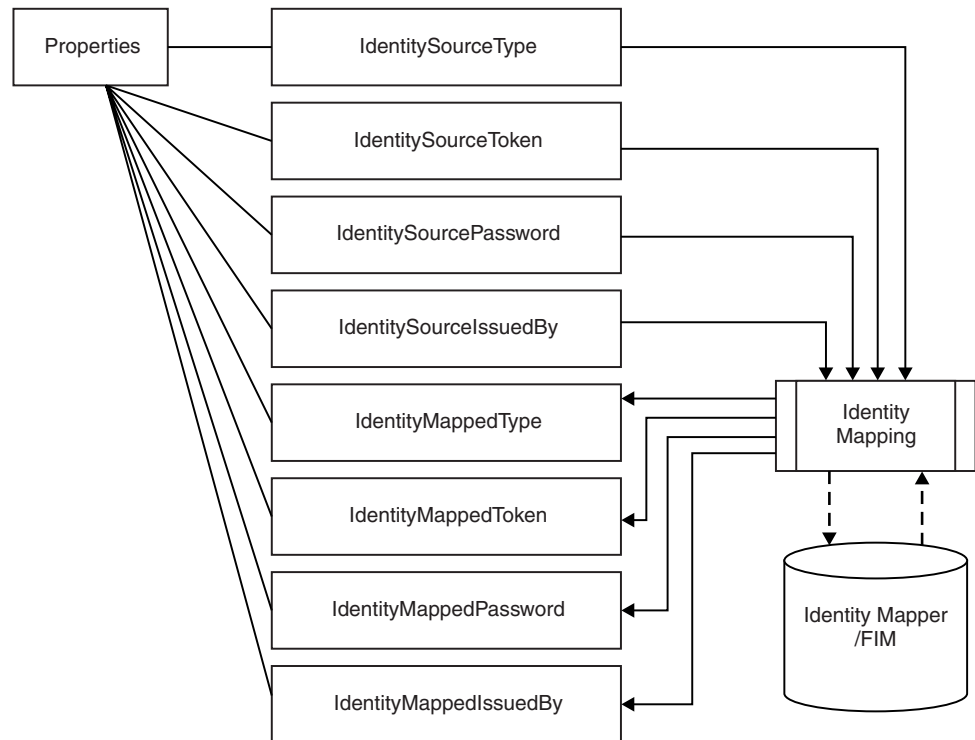 Properties
IdentitySourceType
IdentitySourceToken
IdentitySourcePassword
IdentitySourceIssuedBy
IdentityMappedType
Identity
Mapping
IdentityMappedToken
IdentityMappedPassword
Identity Mapper
/FIM
IdentityMappedIssuedBy